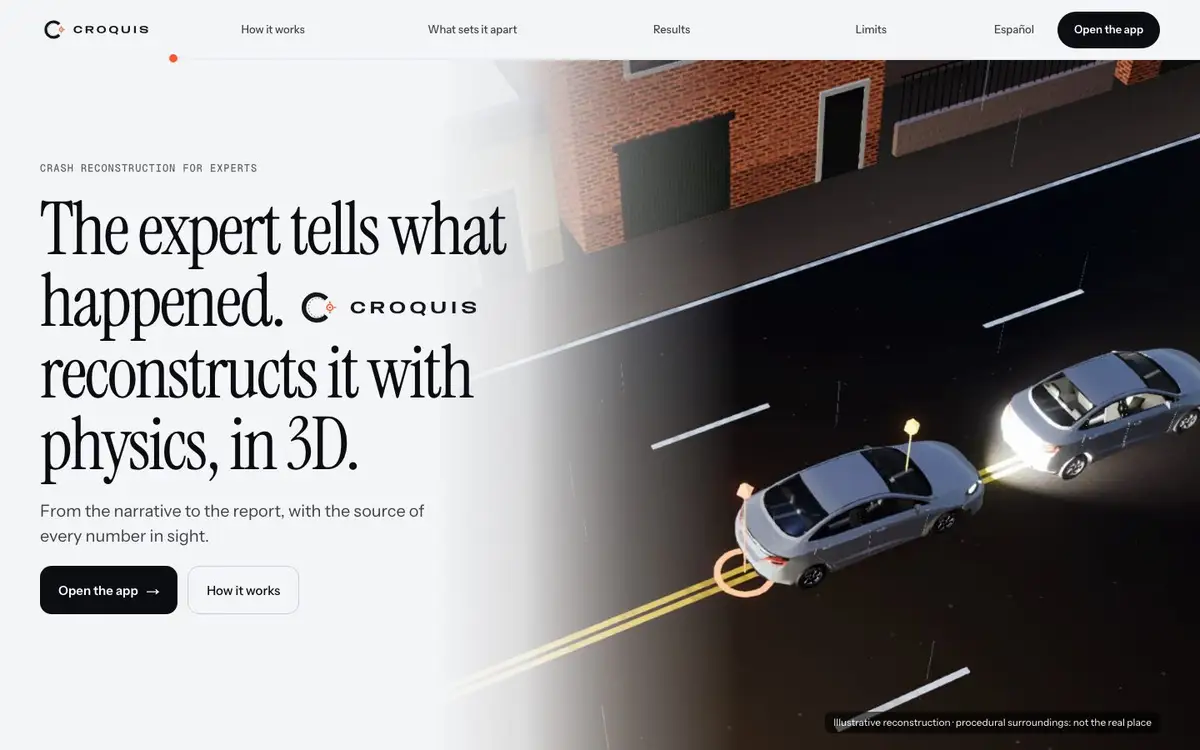 CROQUIS
How it works
What sets it apart
Results
Limits
Español
Open the app
CRASH RECONSTRUCTION FOR EXPERTS
The expert tells what
happened. CROQUIS
reconstructs it with
physics, in 3D.
From the narrative to the report, with the source of
every number in sight.
Open the app →
How it works
Illustrative reconstruction · procedural surroundings: not the real place